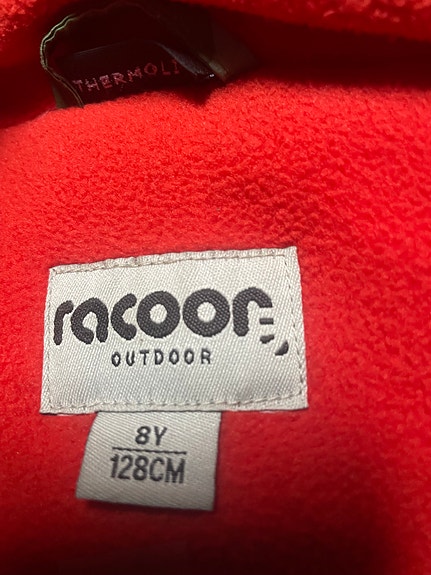 THERMOLI
racoon
OUTDOOR
8Y
128CM